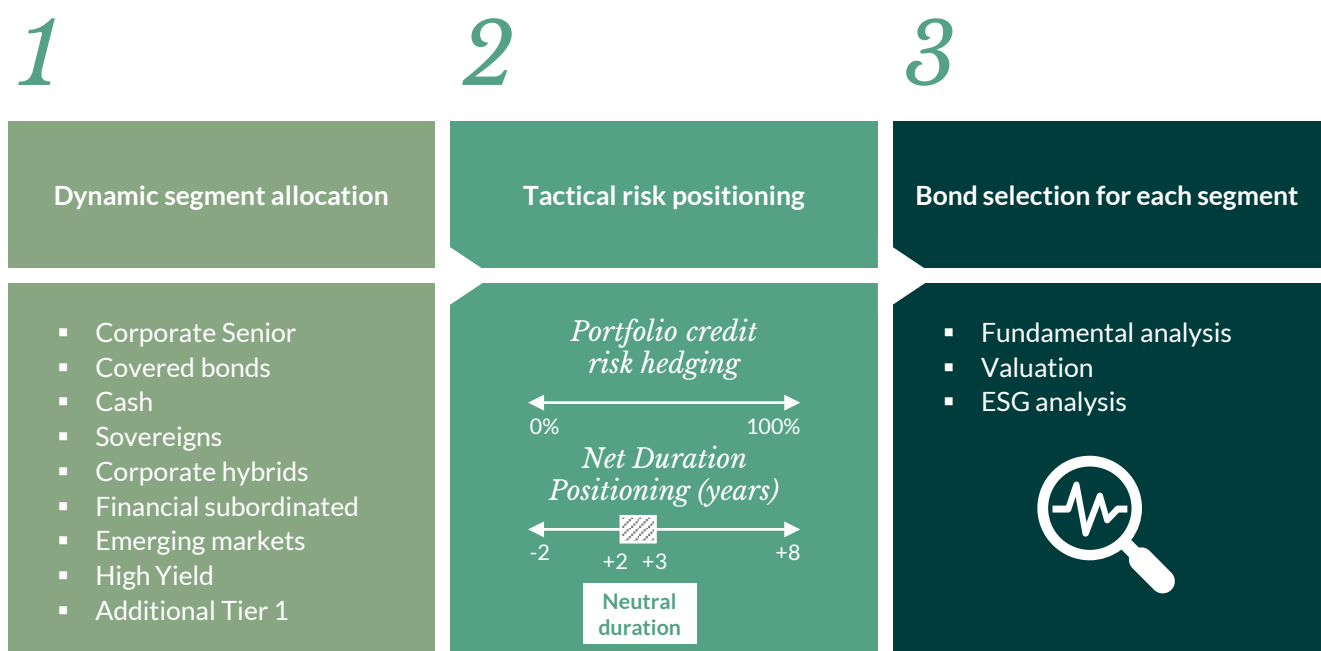 1
Dynamic segment allocation
▪ Corporate Senior
▪ Covered bonds
▪ Cash
▪ Sovereigns
▪ Corporate hybrids
▪ Financial subordinated
▪ Emerging markets
▪ High Yield
▪ Additional Tier 1
2
Tactical risk positioning
Portfolio credit
risk hedging
0% 100%
Net Duration
Positioning (years)
-2 +2 +3 +8
Neutral
duration
3
Bond selection for each segment
▪ Fundamental analysis
▪ Valuation
▪ ESG analysis